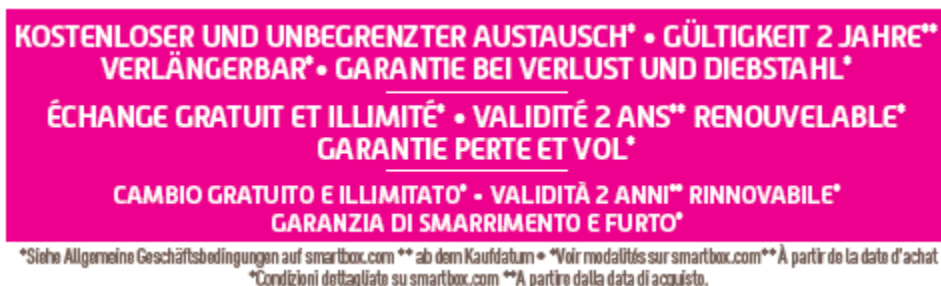 KOSTENLOSER UND UNBEGRENZTER AUSTAUSCH* • GÜLTIGKEIT 2 JAHRE**
VERLÄNGERBAR* • GARANTIE BEI VERLUST UND DIEBSTAHL*
ÉCHANGE GRATUIT ET ILLIMITÉ* • VALIDITÉ 2 ANS** RENOUVELABLE*
GARANTIE PERTE ET VOL*
CAMBIO GRATUITO E ILLIMITATO* - VALIDITÀ 2 ANNI** RINNOVABILE*
GARANZIA DI SMARRIMENTO E FURTO*
*Siehe Allgemeine Geschäftsbedingungen auf smartbox.com ** ab dem Kaufdatum • *Voir modalités sur smartbox.com** À partir de la date d'achat
*Condizioni dettagliate su smartbox.com **A partire dalla data di acquisto.